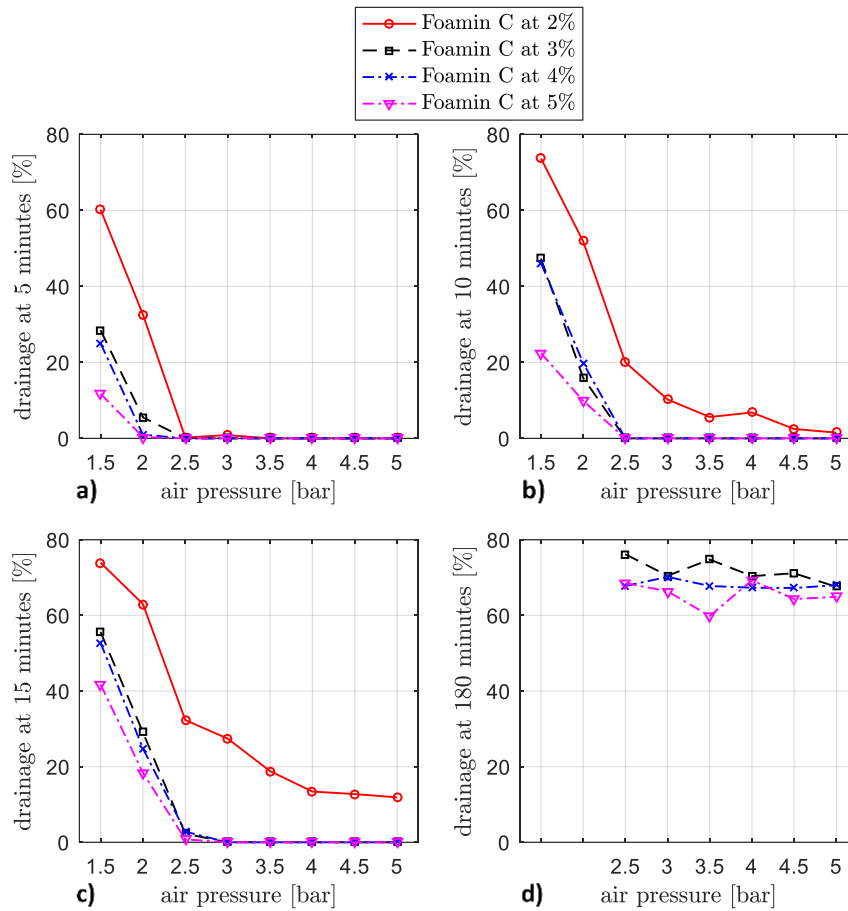 Foamin C at 2%
Foamin C at 3%
Foamin C at 4%
Foamin C at 5%
drainage at 5 minutes [%]
80
60
40
20
0
1.5 2 2.5 3 3.5 4 4.5 5
a) air pressure [bar]
drainage at 10 minutes [%]
80
60
40
20
0
1.5 2 2.5 3 3.5 4 4.5 5
b) air pressure [bar]
drainage at 15 minutes [%]
80
60
40
20
0
1.5 2 2.5 3 3.5 4 4.5 5
c) air pressure [bar]
drainage at 180 minutes [%]
80
60
40
20
0
2.5 3 3.5 4 4.5 5
d) air pressure [bar]